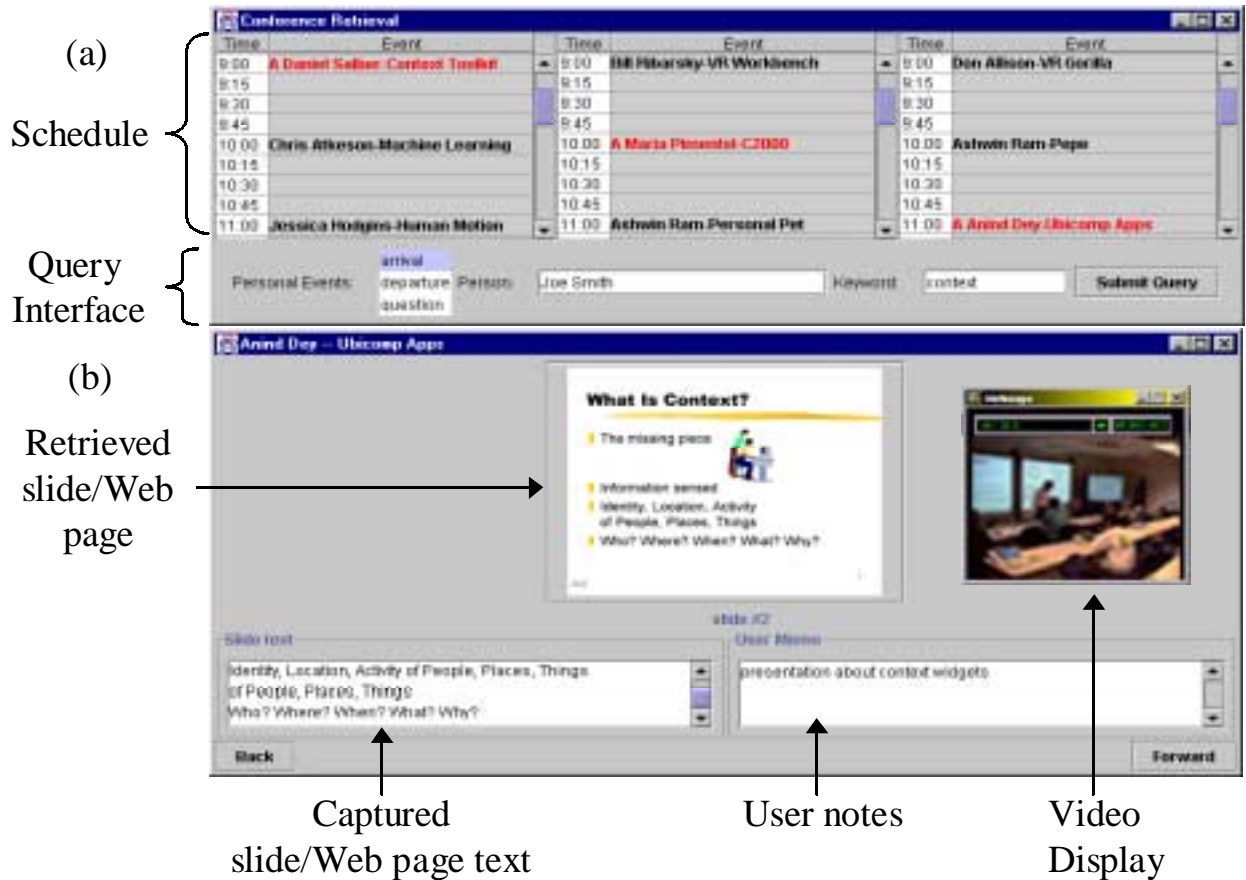 (a)
Schedule
Query
Interface
Conference Retrieval
Time Event Time Event Time Event
9:00 A Daniel Salber-Context Toolkit 9:00 Bill Ribarsky-VR Workbench 9:00 Don Allison-VR Gorilla
9:15 9:15 9:15
9:30 9:30 9:30
9:45 9:45 9:45
10:00 Chris Atkeson-Machine Learning 10:00 A Maria Pimentel-C2000 10:00 Ashwin Ram-Pepe
10:15 10:15 10:15
10:30 10:30 10:30
10:45 10:45 10:45
11:00 Jessica Hodgins-Human Motion 11:00 Ashwin Ram-Personal Pet 11:00 A Anind Dey-Ubicomp Apps
arrival
Personal Events: departure Person: Joe Smith Keyword: context Submit Query
question
(b)
Retrieved
slide/Web
page
Anind Dey -- Ubicomp Apps
What Is Context?
The missing piece
Information sensed
Identity, Location, Activity
of People, Places, Things
Who? Where? When? What? Why?
slide #2
Slide text
User Memo
Identity, Location, Activity of People, Places, Things
of People, Places, Things
Who? Where? When? What? Why?
presentation about context widgets
Back
Forward
Captured
slide/Web page text
User notes
Video
Display